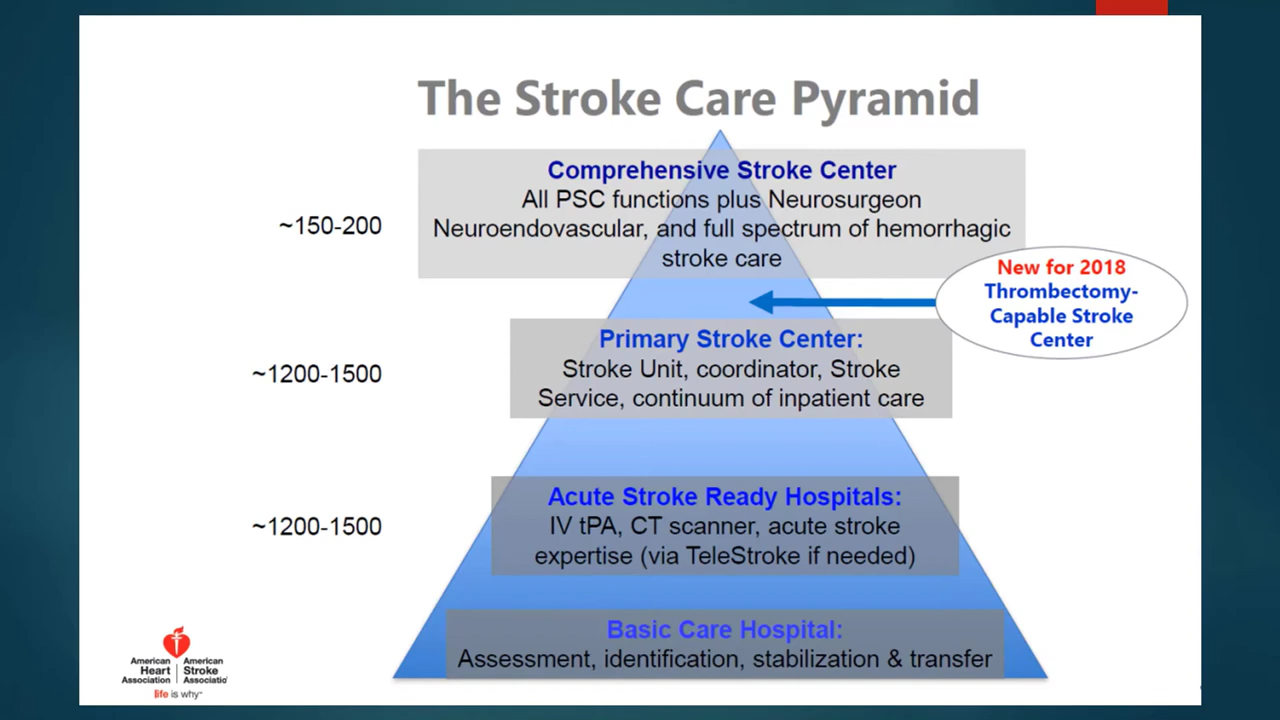 The Stroke Care Pyramid
Comprehensive Stroke Center
All PSC functions plus Neurosurgeon
Neuroendovascular, and full spectrum of hemorrhagic
stroke care
~150-200
New for 2018
Thrombectomy-
Capable Stroke
Center
Primary Stroke Center:
Stroke Unit, coordinator, Stroke
Service, continuum of inpatient care
~1200-1500
Acute Stroke Ready Hospitals:
IV tPA, CT scanner, acute stroke
expertise (via TeleStroke if needed)
~1200-1500
Basic Care Hospital:
Assessment, identification, stabilization & transfer
American
Heart
Association
American
Stroke
Associatio
life is why™